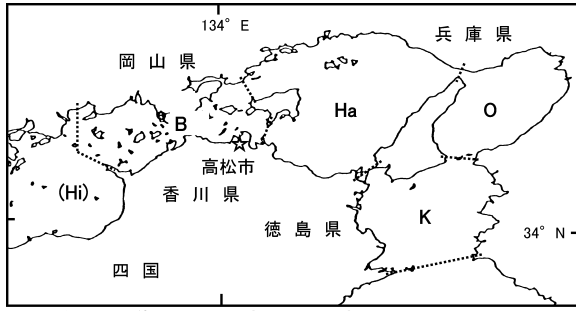 134° E
兵 庫 県
岡 山 県
Ha
O
B
高松市
(Hi)
香 川 県
徳 島 県
K
34° N
四 国